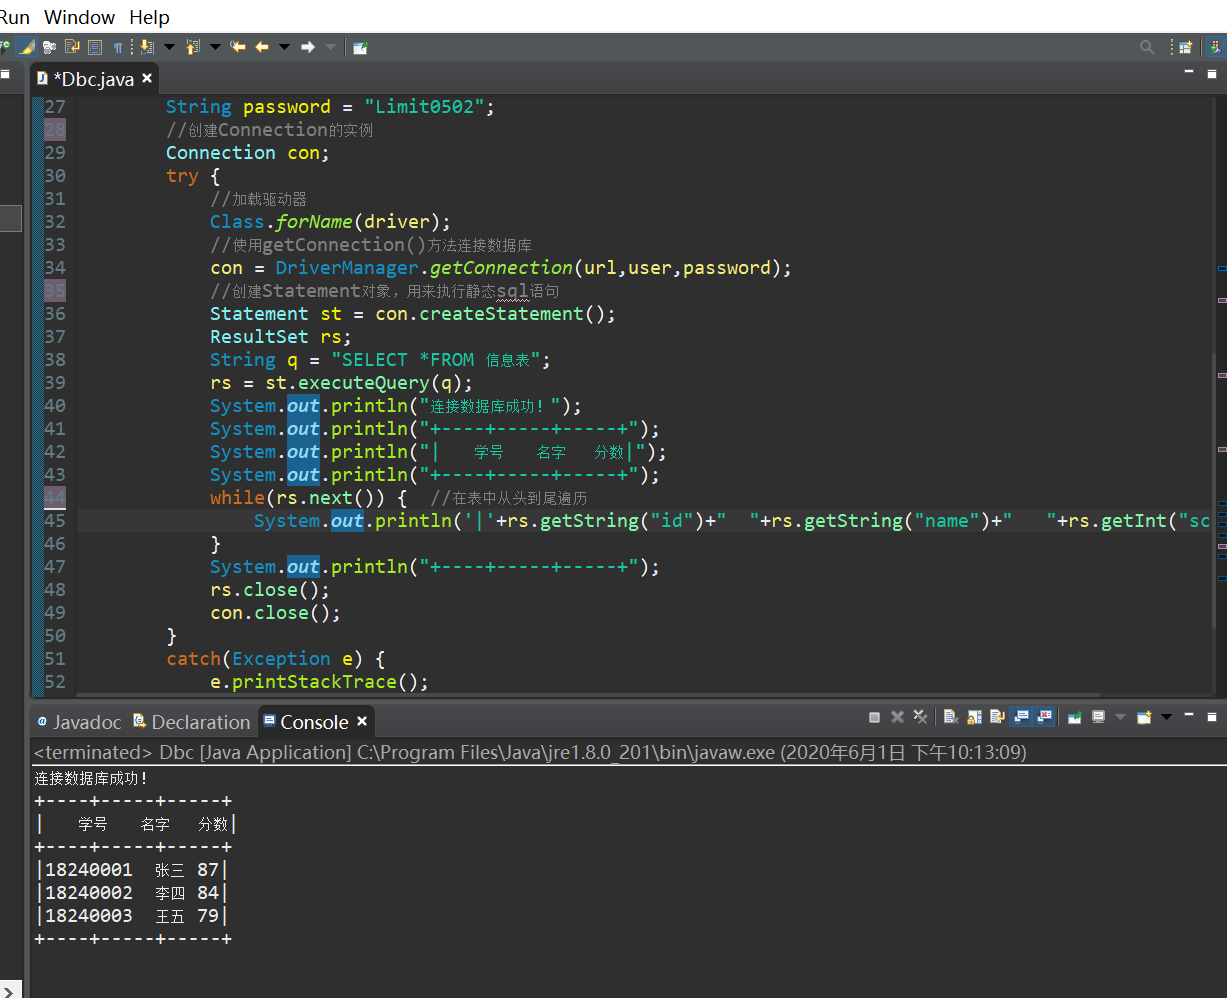 Run Window Help
*Dbc.java
27 String password = "Limit0502";
28 //创建Connection的实例
29 Connection con;
30 try {
31 //加载驱动器
32 Class.forName(driver);
33 //使用getConnection()方法连接数据库
34 con = DriverManager.getConnection(url,user,password);
35 //创建Statement对象，用来执行静态sql语句
36 Statement st = con.createStatement();
37 ResultSet rs;
38 String q = "SELECT *FROM 信息表";
39 rs = st.executeQuery(q);
40 System.out.println("连接数据库成功！");
41 System.out.println("+----+-----+-----+");
42 System.out.println("|   学号   名字   分数|");
43 System.out.println("+----+-----+-----+");
44 while(rs.next()) {  //在表中从头到尾遍历
45 System.out.println('|'+rs.getString("id")+"  "+rs.getString("name")+"   "+rs.getInt("sc
46 }
47 System.out.println("+----+-----+-----+");
48 rs.close();
49 con.close();
50 }
51 catch(Exception e) {
52 e.printStackTrace();
Javadoc Declaration Console
<terminated> Dbc [Java Application] C:\Program Files\Java\jre1.8.0_201\bin\javaw.exe (2020年6月1日 下午10:13:09)
连接数据库成功！
+----+-----+-----+
|   学号   名字   分数|
+----+-----+-----+
|18240001  张三 87|
|18240002  李四 84|
|18240003  王五 79|
+----+-----+-----+